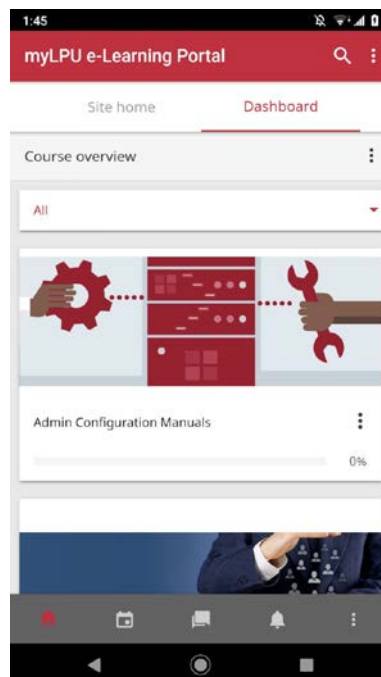 1:45
myLPU e-Learning Portal
Site home Dashboard
Course overview
All
Admin Configuration Manuals
0%